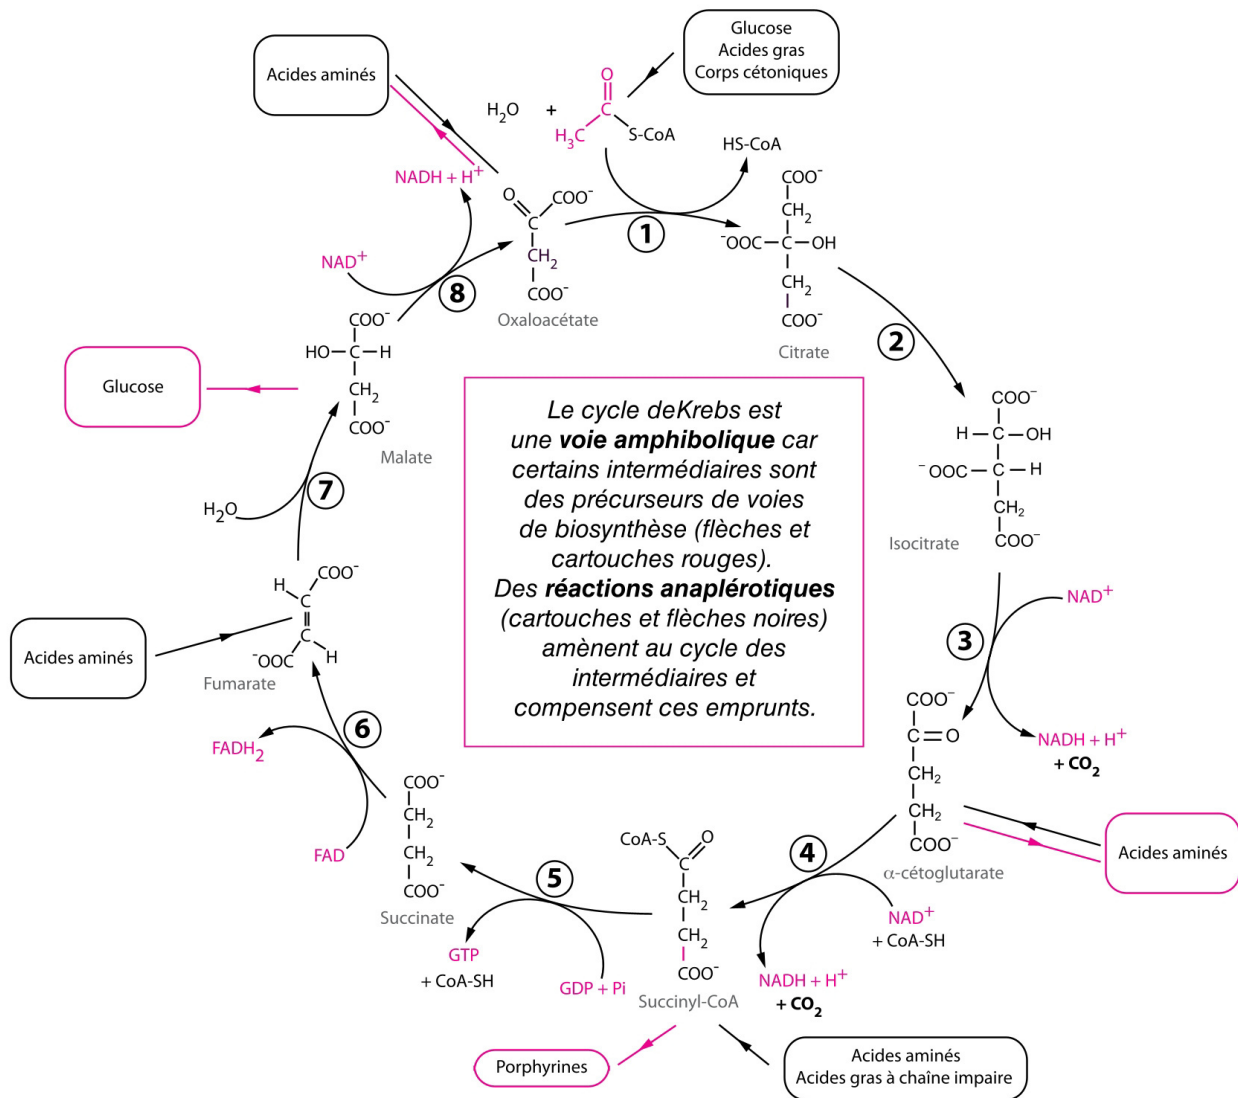 Glucose
Acides gras
Corps cétoniques
Acides aminés
H₂O + O
C
H₃C S-CoA
HS-CoA
NADH + H⁺
O COO⁻
C
CH₂
COO⁻
Oxaloacétate
1
COO⁻
CH₂
⁻OOC—C—OH
CH₂
COO⁻
Citrate
NAD⁺
8
2
COO⁻
HO—C—H
CH₂
COO⁻
Malate
Glucose
COO⁻
H—C—OH
⁻OOC—C—H
CH₂
COO⁻
Isocitrate
Le cycle deKrebs est
une voie amphibolique car
certains intermédiaires sont
des précurseurs de voies
de biosynthèse (flèches et
cartouches rouges).
Des réactions anaplérotiques
(cartouches et flèches noires)
amènent au cycle des
intermédiaires et
compensent ces emprunts.
7
H₂O
H COO⁻
C
C
⁻OOC H
Fumarate
Acides aminés
NAD⁺
3
NADH + H⁺
+ CO₂
COO⁻
C=O
CH₂
CH₂
COO⁻
α-cétoglutarate
Acides aminés
6
FADH₂
FAD
COO⁻
CH₂
CH₂
COO⁻
Succinate
4
NAD⁺
+ CoA-SH
NADH + H⁺
+ CO₂
CoA-S O
C
CH₂
CH₂
COO⁻
Succinyl-CoA
5
GTP
+ CoA-SH
GDP + Pi
Porphyrines
Acides aminés
Acides gras à chaîne impaire